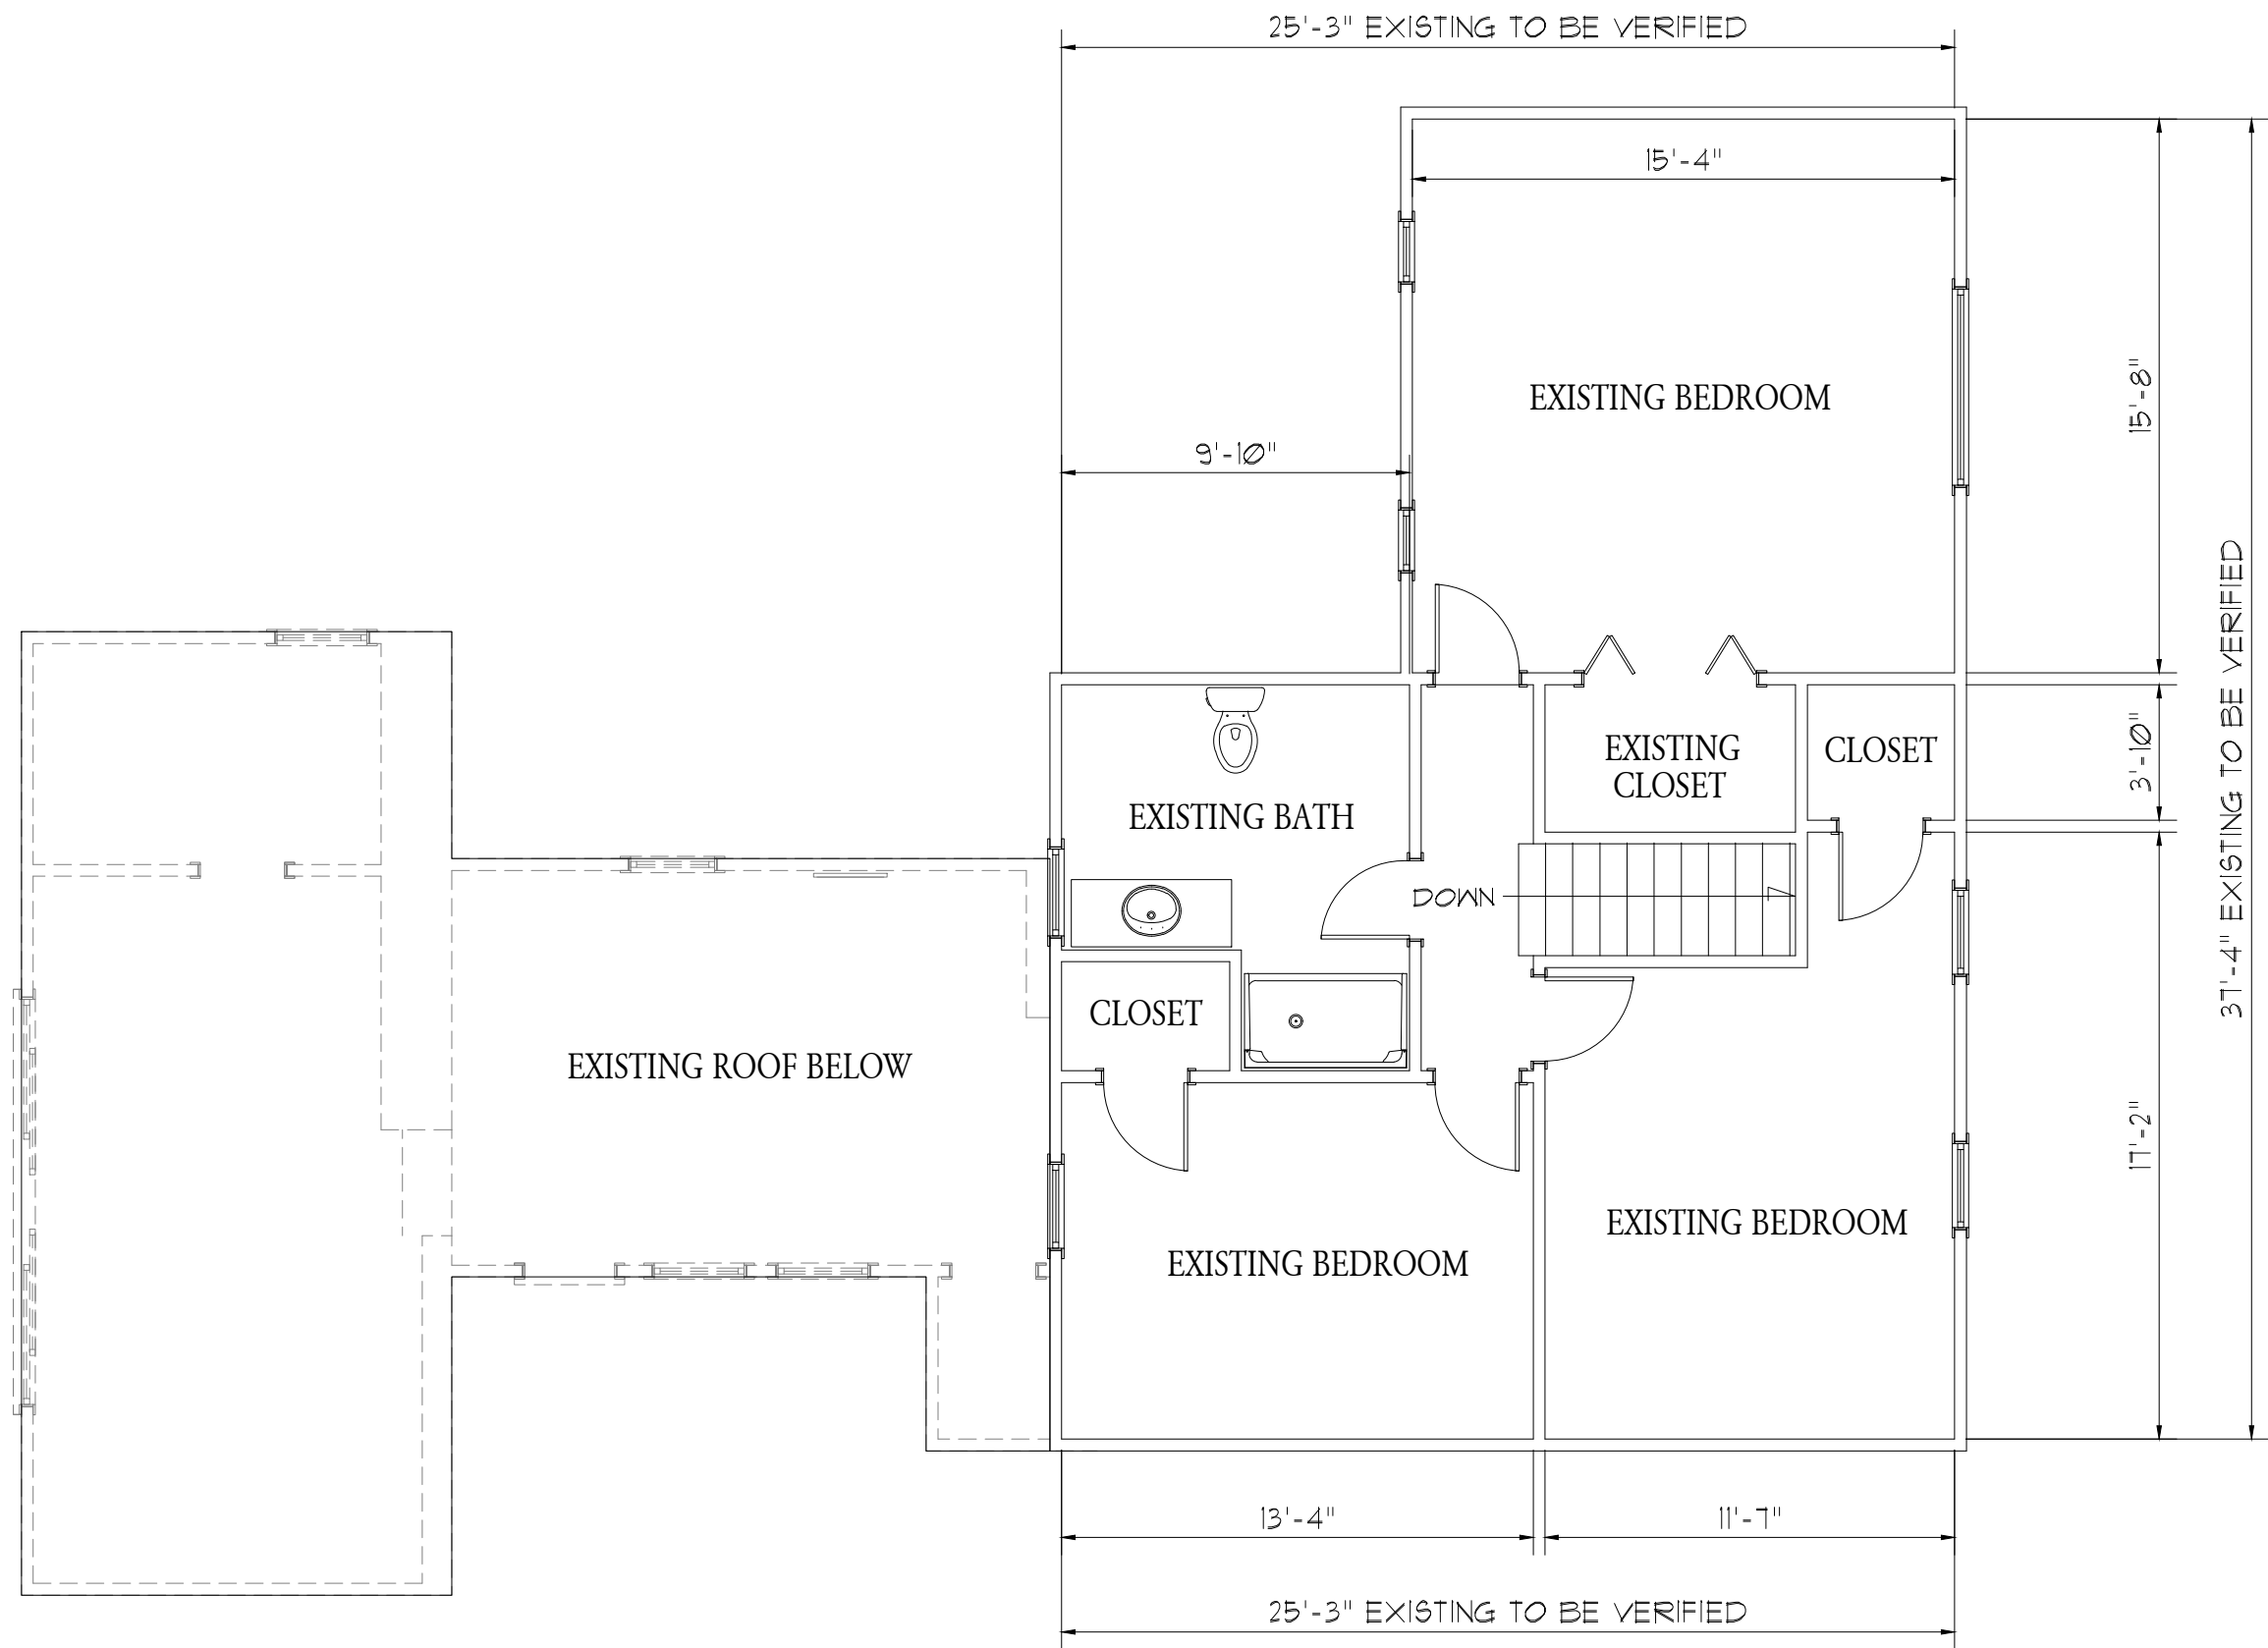 25'-3" EXISTING TO BE VERIFIED
15'-4"
EXISTING BEDROOM
15'-8"
9'-10"
37'-4" EXISTING TO BE VERIFIED
EXISTING
CLOSET
CLOSET
3'-10"
EXISTING BATH
DOWN
CLOSET
EXISTING ROOF BELOW
17'-2"
EXISTING BEDROOM
EXISTING BEDROOM
13'-4"
11'-7"
25'-3" EXISTING TO BE VERIFIED